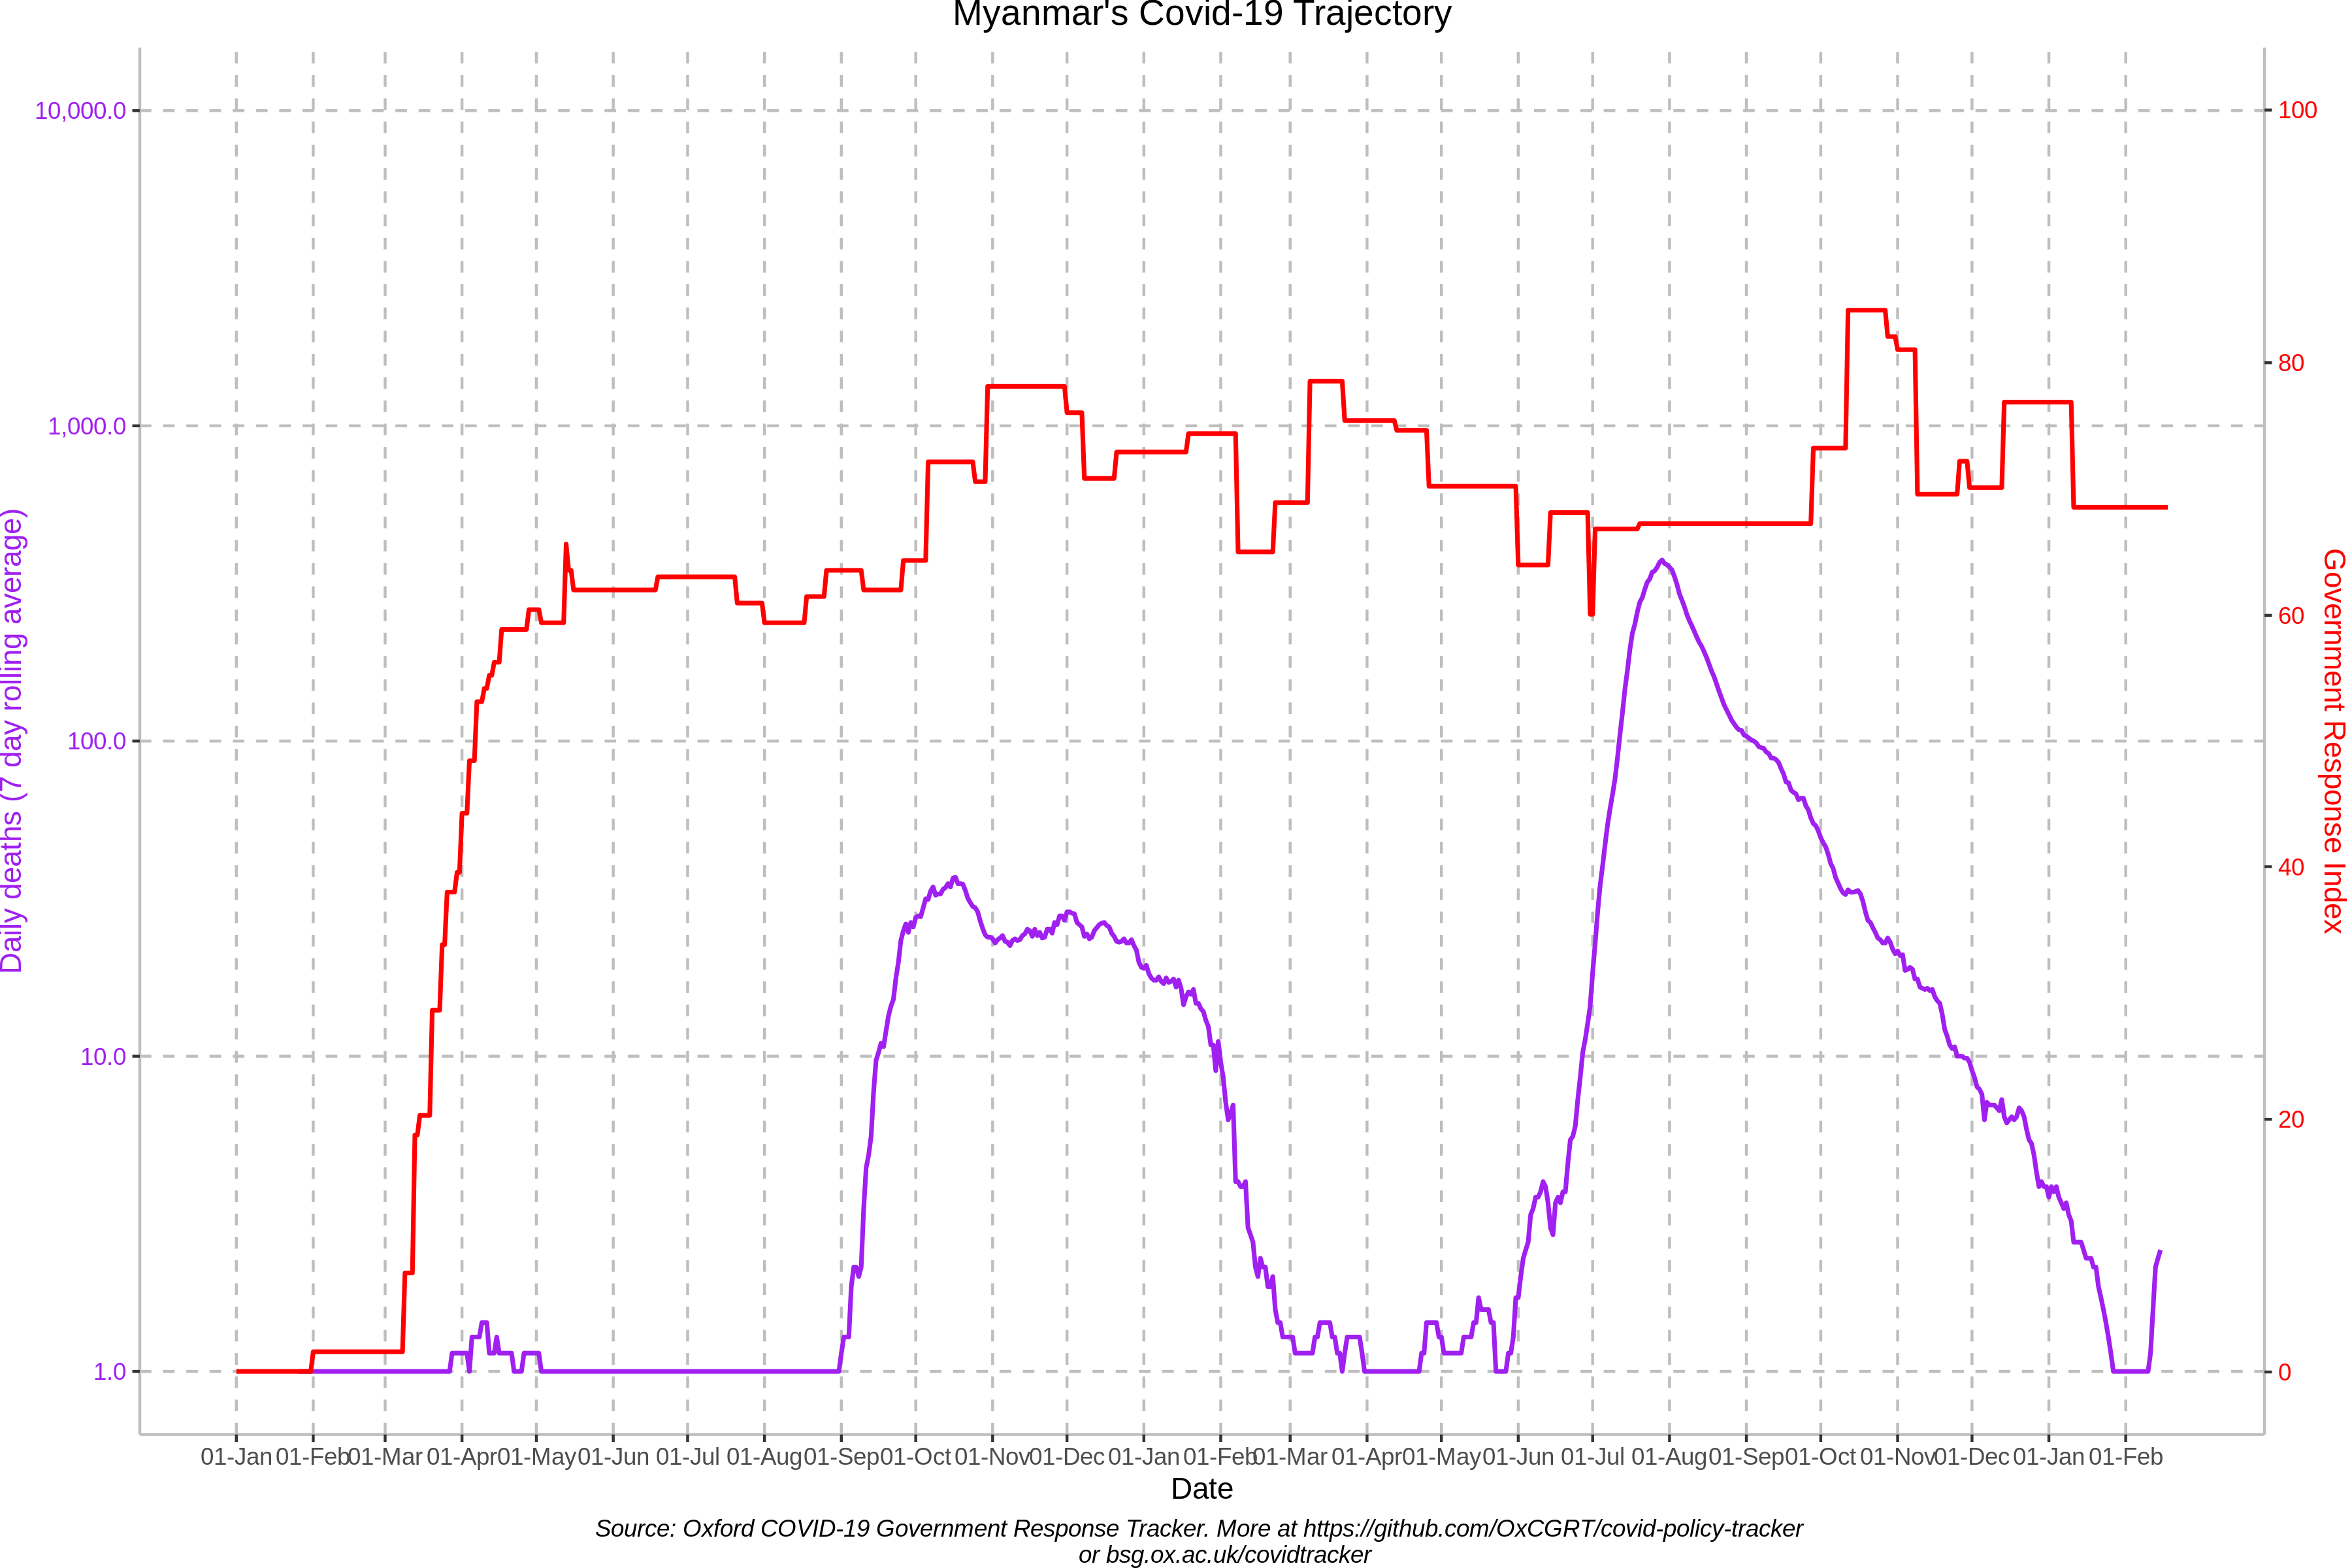 Myanmar's Covid-19 Trajectory
10,000.0
1,000.0
100.0
10.0
1.0
Daily deaths (7 day rolling average)
100
80
60
40
20
0
Government Response Index
01-Jan 01-Feb 01-Mar 01-Apr 01-May 01-Jun 01-Jul 01-Aug 01-Sep 01-Oct 01-Nov 01-Dec 01-Jan 01-Feb 01-Mar 01-Apr 01-May 01-Jun 01-Jul 01-Aug 01-Sep 01-Oct 01-Nov 01-Dec 01-Jan 01-Feb
Date
Source: Oxford COVID-19 Government Response Tracker. More at https://github.com/OxCGRT/covid-policy-tracker
or bsg.ox.ac.uk/covidtracker